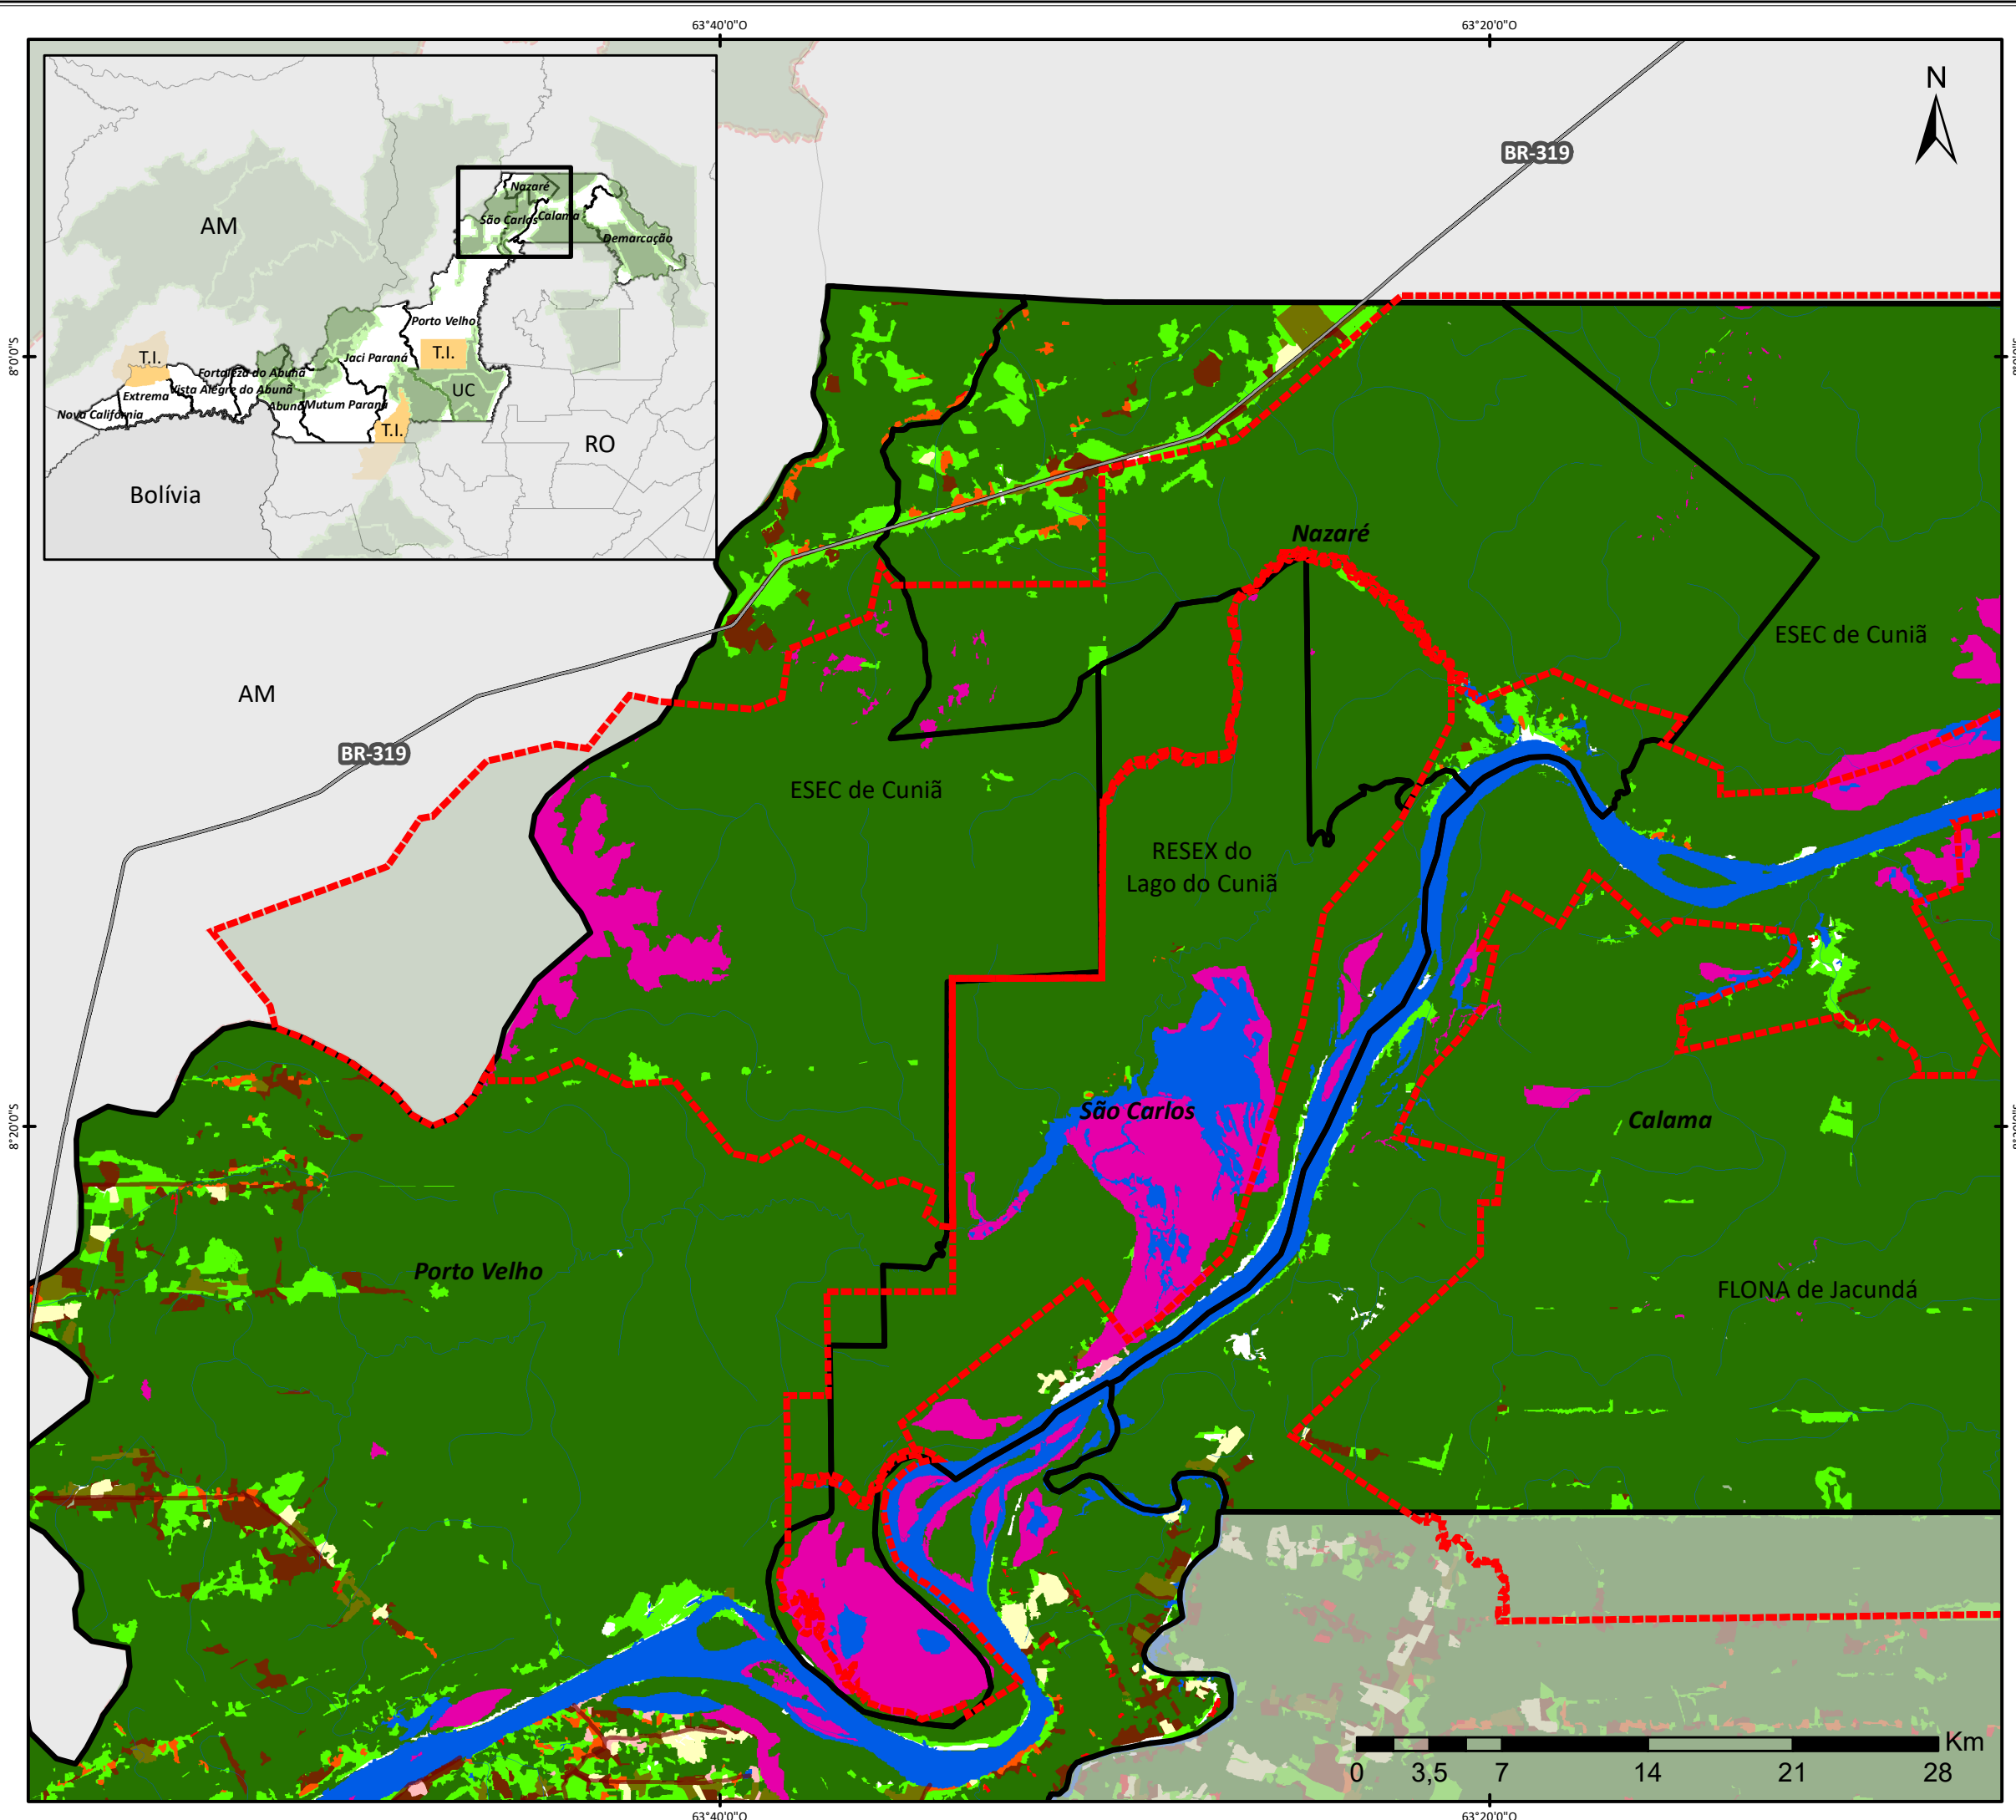 63°40'0"O
63°20'0"O
N
BR-319
AM
Nazaré
São Carlos
Calama
Demarcação
Porto Velho
T.I.
Jaci Paraná
T.I.
Fortaleza do Abunã
Vista Alegre do Abunã
UC
Extrema
Abunã
Mutum Paraná
Nova Califórnia
T.I.
RO
Bolívia
8°0'0"S
Nazaré
ESEC de Cuniã
AM
BR-319
ESEC de Cuniã
RESEX do
Lago do Cuniã
São Carlos
Calama
8°20'0"S
Porto Velho
FLONA de Jacundá
Km
0 3,5 7 14 21 28
63°40'0"O
63°20'0"O